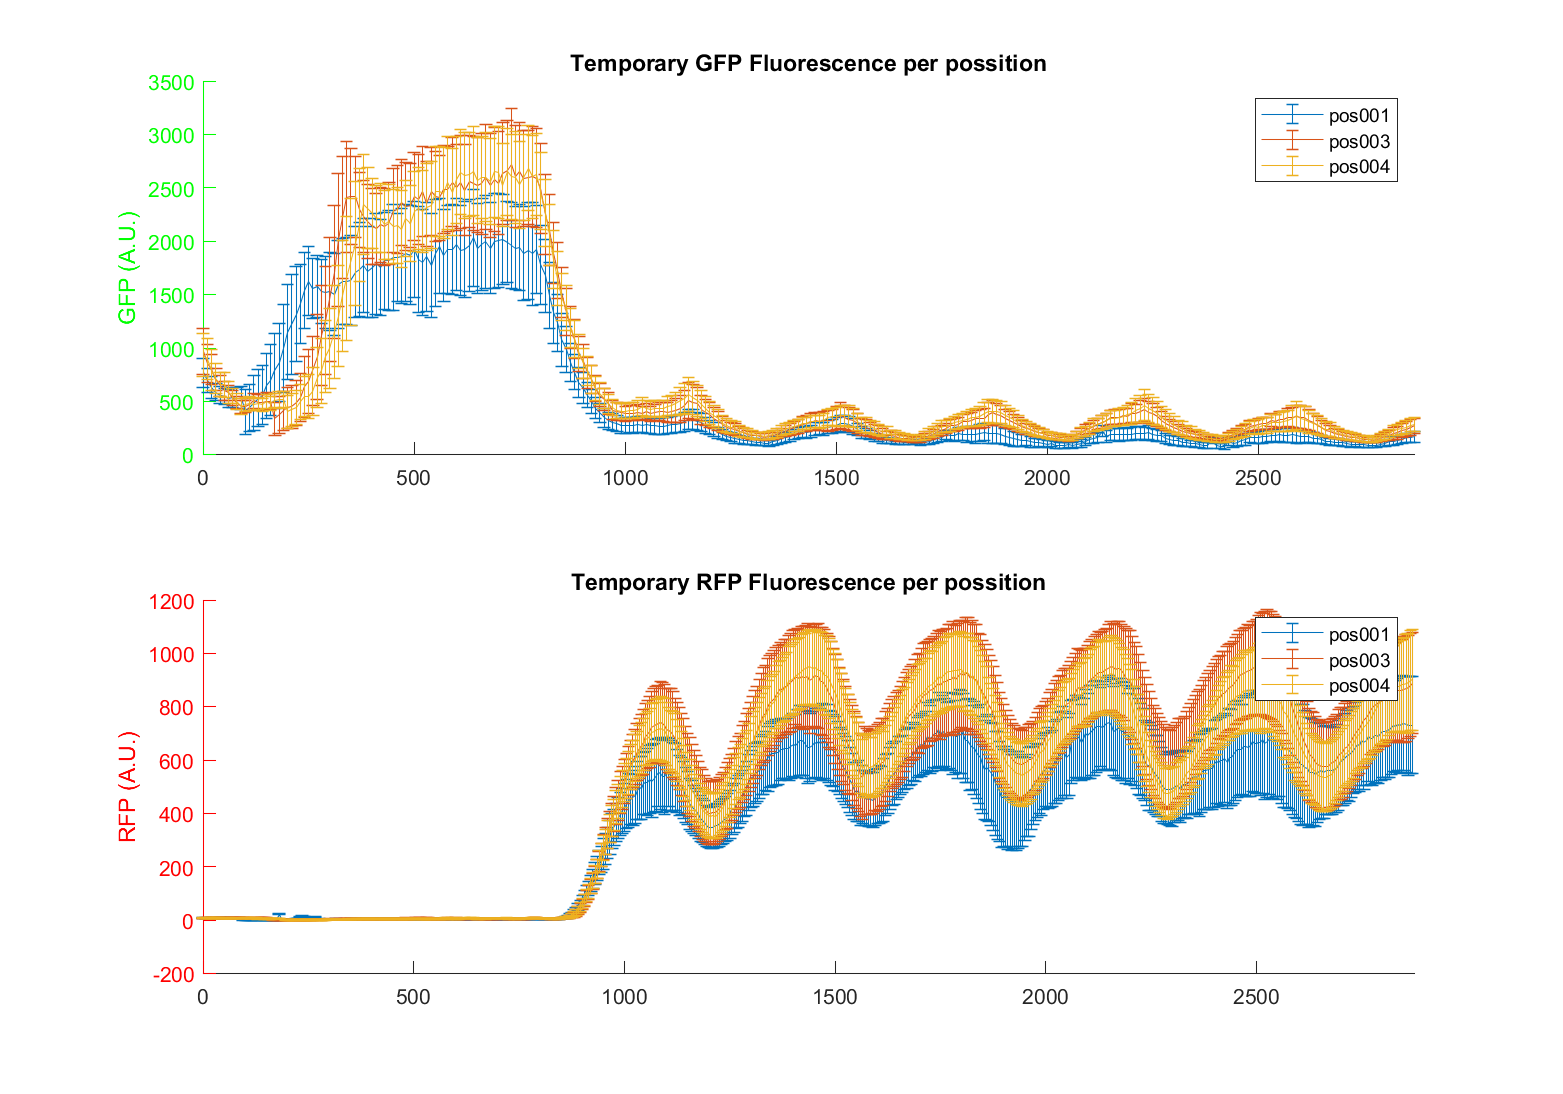 Temporary GFP Fluorescence per possition
GFP (A.U.)
3500
3000
2500
2000
1500
1000
500
0
0 500 1000 1500 2000 2500
pos001
pos003
pos004
Temporary RFP Fluorescence per possition
RFP (A.U.)
1200
1000
800
600
400
200
0
-200
0 500 1000 1500 2000 2500
pos001
pos003
pos004